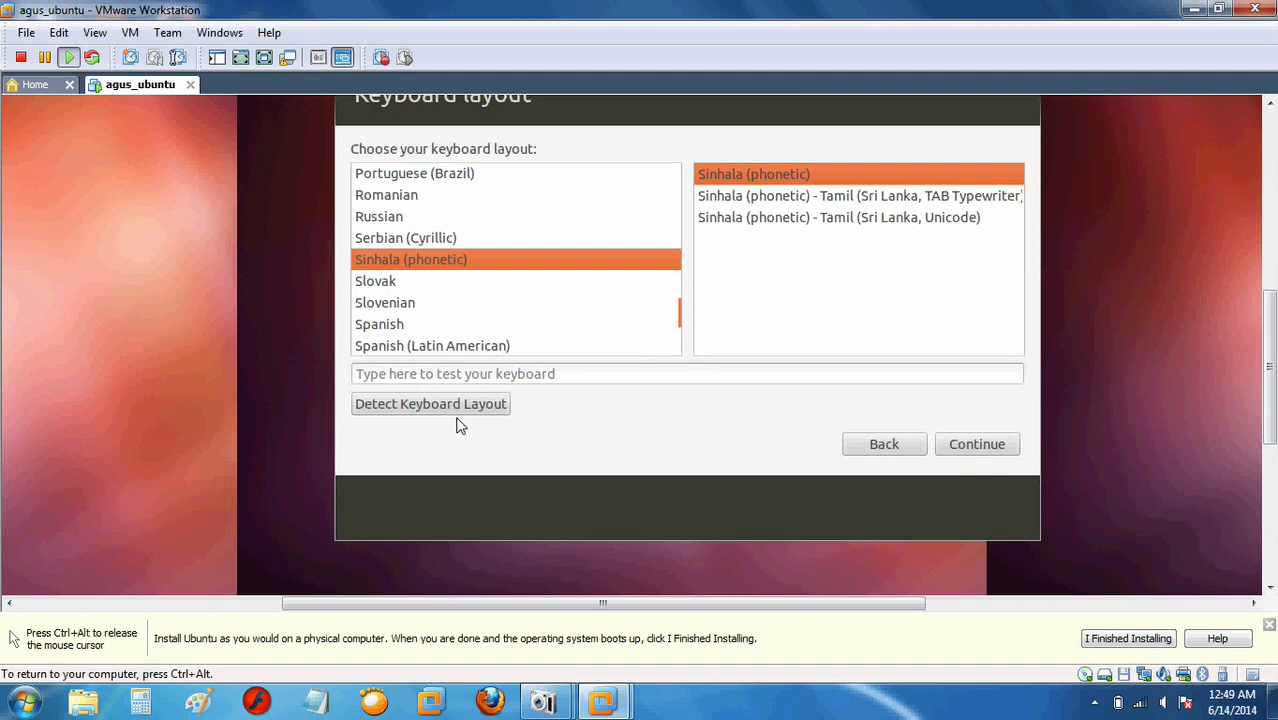 agus_ubuntu - VMware Workstation
File Edit View VM Team Windows Help
Home agus_ubuntu
Keyboard layout
Choose your keyboard layout:
Portuguese (Brazil)
Romanian
Russian
Serbian (Cyrillic)
Sinhala (phonetic)
Slovak
Slovenian
Spanish
Spanish (Latin American)
Sinhala (phonetic)
Sinhala (phonetic) - Tamil (Sri Lanka, TAB Typewriter)
Sinhala (phonetic) - Tamil (Sri Lanka, Unicode)
Type here to test your keyboard
Detect Keyboard Layout
Back Continue
Press Ctrl+Alt to release
the mouse cursor
Install Ubuntu as you would on a physical computer. When you are done and the operating system boots up, click I Finished Installing.
I Finished Installing Help
To return to your computer, press Ctrl+Alt.
12:49 AM
6/14/2014